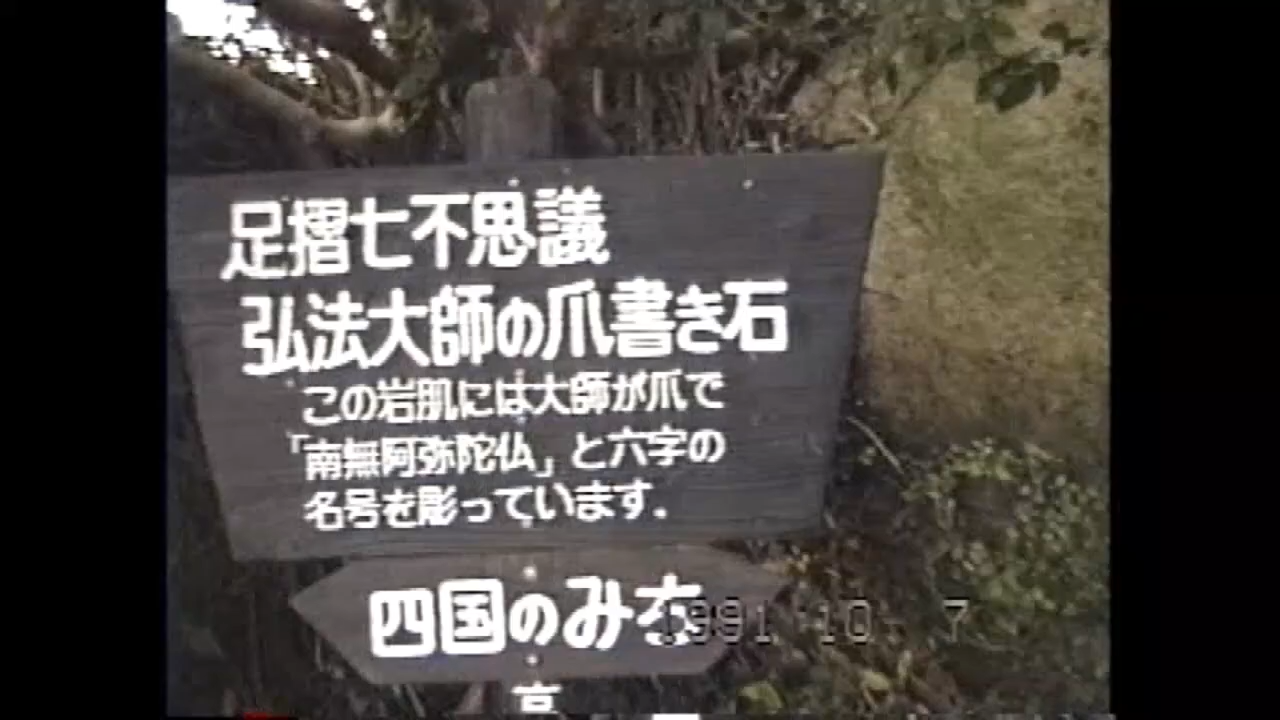 足摺七不思議
弘法大師の爪書き石
この岩肌には大師が爪で
「南無阿弥陀仏」と六字の
名号を彫っています.
四国のみち
1991 10 7